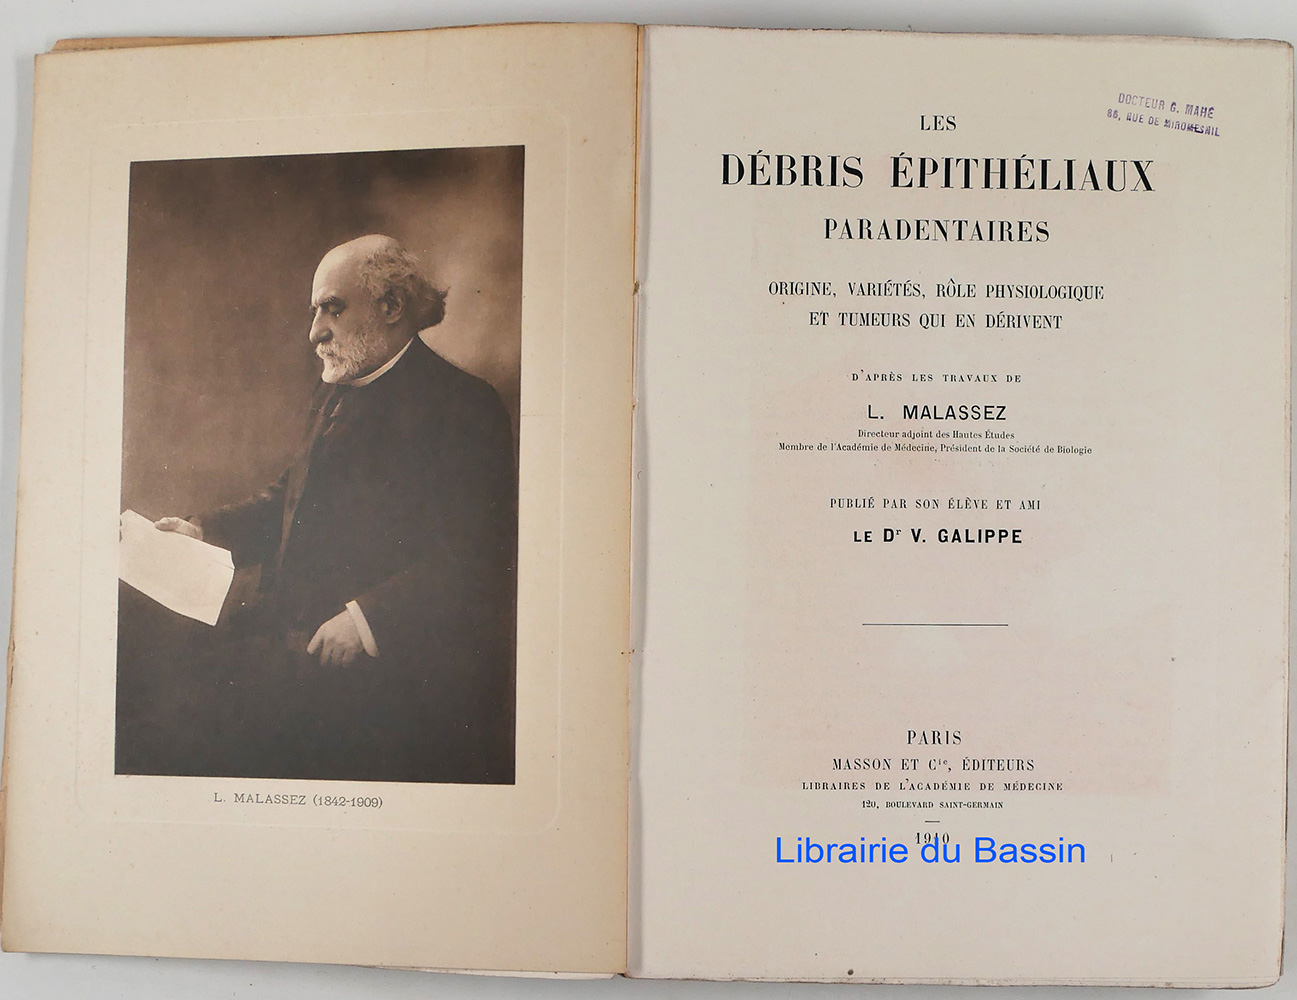 L. MALASSEZ (1842-1909)
DOCTEUR G. MAHÉ
86, RUE DE MIROMESNIL
LES
DÉBRIS ÉPITHÉLIAUX
PARADENTAIRES
ORIGINE, VARIÉTÉS, RÔLE PHYSIOLOGIQUE
ET TUMEURS QUI EN DÉRIVENT
D'APRÈS LES TRAVAUX DE
L. MALASSEZ
Directeur adjoint des Hautes Études
Membre de l'Académie de Médecine, Président de la Société de Biologie
PUBLIÉ PAR SON ÉLÈVE ET AMI
LE Dr V. GALIPPE
PARIS
MASSON ET Cie, ÉDITEURS
LIBRAIRES DE L'ACADÉMIE DE MÉDECINE
120, BOULEVARD SAINT-GERMAIN
1910
Librairie du Bassin